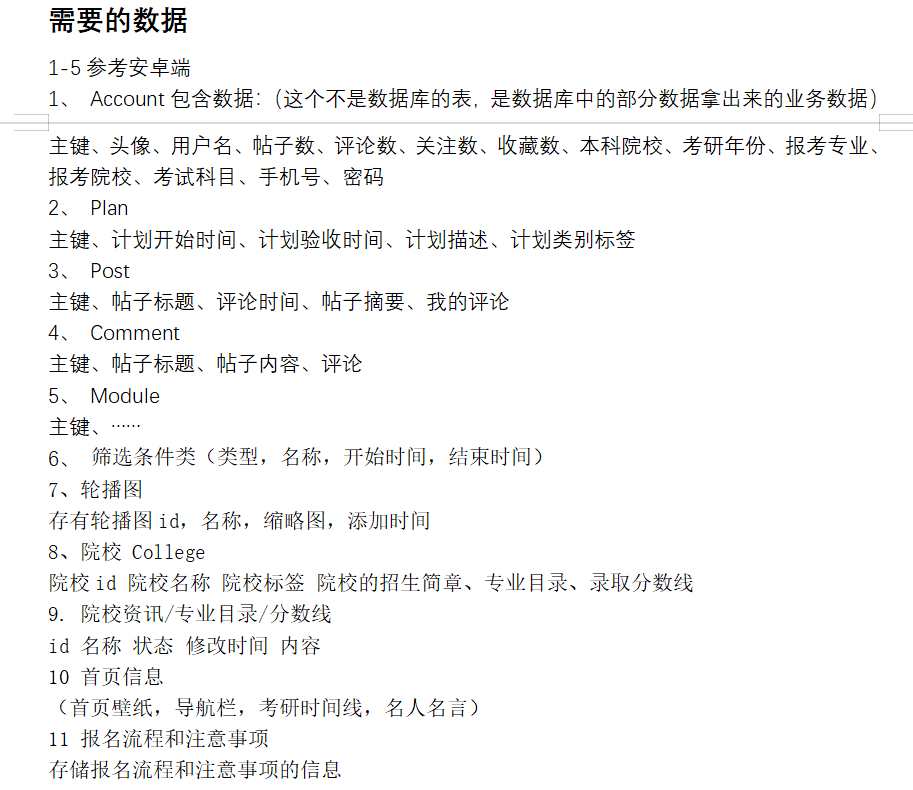 需要的数据
1-5 参考安卓端
1、 Account 包含数据：（这个不是数据库的表，是数据库中的部分数据拿出来的业务数据）
主键、头像、用户名、帖子数、评论数、关注数、收藏数、本科院校、考研年份、报考专业、
报考院校、考试科目、手机号、密码
2、 Plan
主键、计划开始时间、计划验收时间、计划描述、计划类别标签
3、 Post
主键、帖子标题、评论时间、帖子摘要、我的评论
4、 Comment
主键、帖子标题、帖子内容、评论
5、 Module
主键、……
6、 筛选条件类（类型，名称，开始时间，结束时间）
7、轮播图
存有轮播图 id，名称，缩略图，添加时间
8、院校 College
院校 id 院校名称 院校标签 院校的招生简章、专业目录、录取分数线
9. 院校资讯/专业目录/分数线
id 名称 状态 修改时间 内容
10 首页信息
（首页壁纸，导航栏，考研时间线，名人名言）
11 报名流程和注意事项
存储报名流程和注意事项的信息